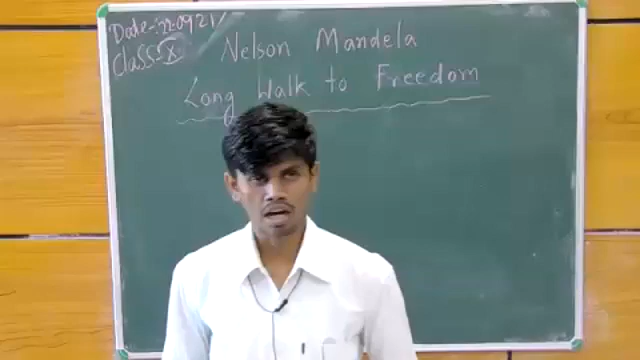 Date-:22.09.21
Class-X
Nelson Mandela
Long Walk to Freedom